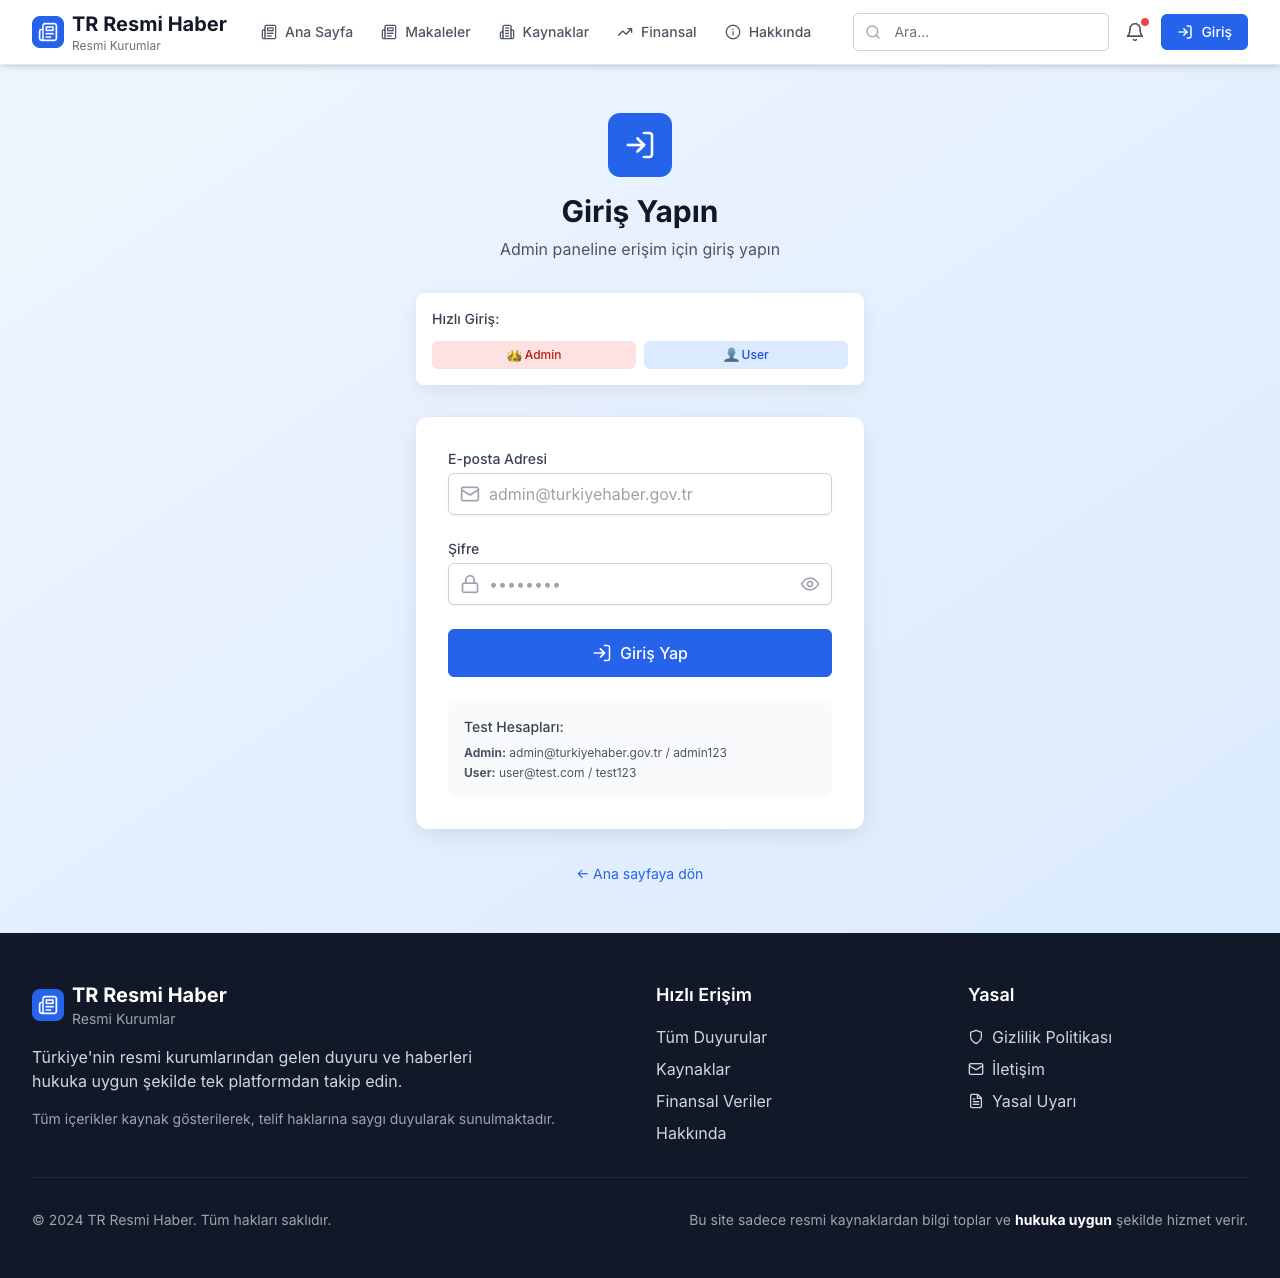 TR Resmi Haber
Resmi Kurumlar
Ana Sayfa
Makaleler
Kaynaklar
Finansal
Hakkında
Ara...
Giriş
Giriş Yapın
Admin paneline erişim için giriş yapın
Hızlı Giriş:
Admin
User
E-posta Adresi
admin@turkiyehaber.gov.tr
Şifre
••••••••
Giriş Yap
Test Hesapları:
Admin: admin@turkiyehaber.gov.tr / admin123
User: user@test.com / test123
← Ana sayfaya dön
TR Resmi Haber
Resmi Kurumlar
Türkiye'nin resmi kurumlarından gelen duyuru ve haberleri
hukuka uygun şekilde tek platformdan takip edin.
Tüm içerikler kaynak gösterilerek, telif haklarına saygı duyularak sunulmaktadır.
Hızlı Erişim
Tüm Duyurular
Kaynaklar
Finansal Veriler
Hakkında
Yasal
Gizlilik Politikası
İletişim
Yasal Uyarı
© 2024 TR Resmi Haber. Tüm hakları saklıdır.
Bu site sadece resmi kaynaklardan bilgi toplar ve hukuka uygun şekilde hizmet verir.